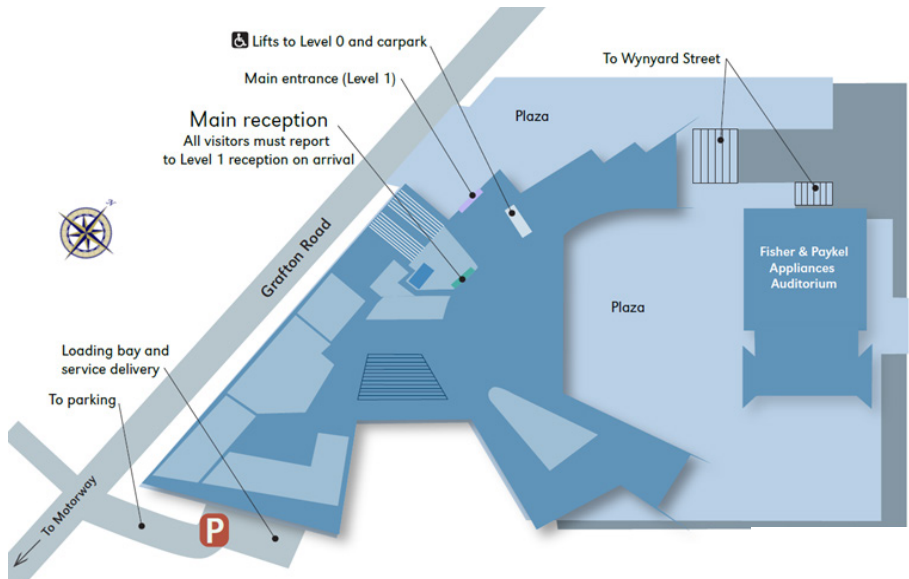 Lifts to Level 0 and carpark
Main entrance (Level 1)
Main reception
All visitors must report
to Level 1 reception on arrival
To Wynyard Street
Plaza
Grafton Road
Fisher & Paykel
Appliances
Auditorium
Plaza
Loading bay and
service delivery
To parking
To Motorway
P